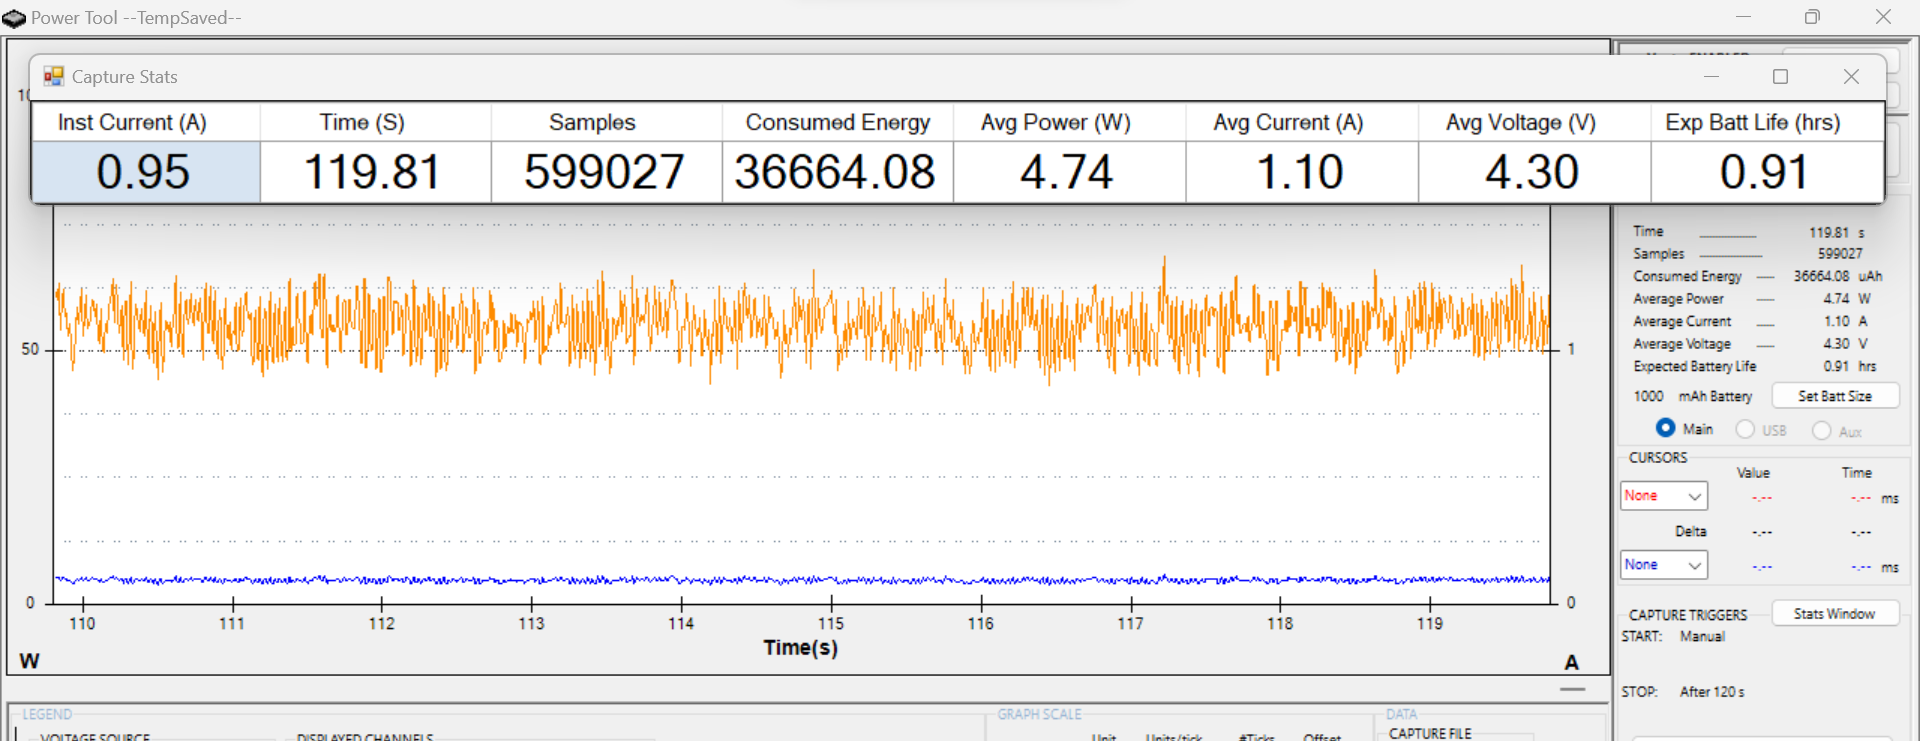 Power Tool --TempSaved--
Capture Stats
Inst Current (A) Time (S) Samples Consumed Energy Avg Power (W) Avg Current (A) Avg Voltage (V) Exp Batt Life (hrs)
0.95 119.81 599027 36664.08 4.74 1.10 4.30 0.91
Time 119.81 s
Samples 599027
Consumed Energy 36664.08 uAh
Average Power 4.74 W
Average Current 1.10 A
Average Voltage 4.30 V
Expected Battery Life 0.91 hrs
1000 mAh Battery Set Batt Size
Main USB Aux
50 1
CURSORS
Value Time
None -.-- -.-- ms
Delta -.-- -.--
None -.-- -.-- ms
0 0
110 111 112 113 114 115 116 117 118 119
Time(s)
W A
CAPTURE TRIGGERS Stats Window
START: Manual
STOP: After 120 s
LEGEND GRAPH SCALE DATA
VOLTAGE SOURCE DISPLAYED CHANNELS Unit Units/tick #Ticks Offset CAPTURE FILE